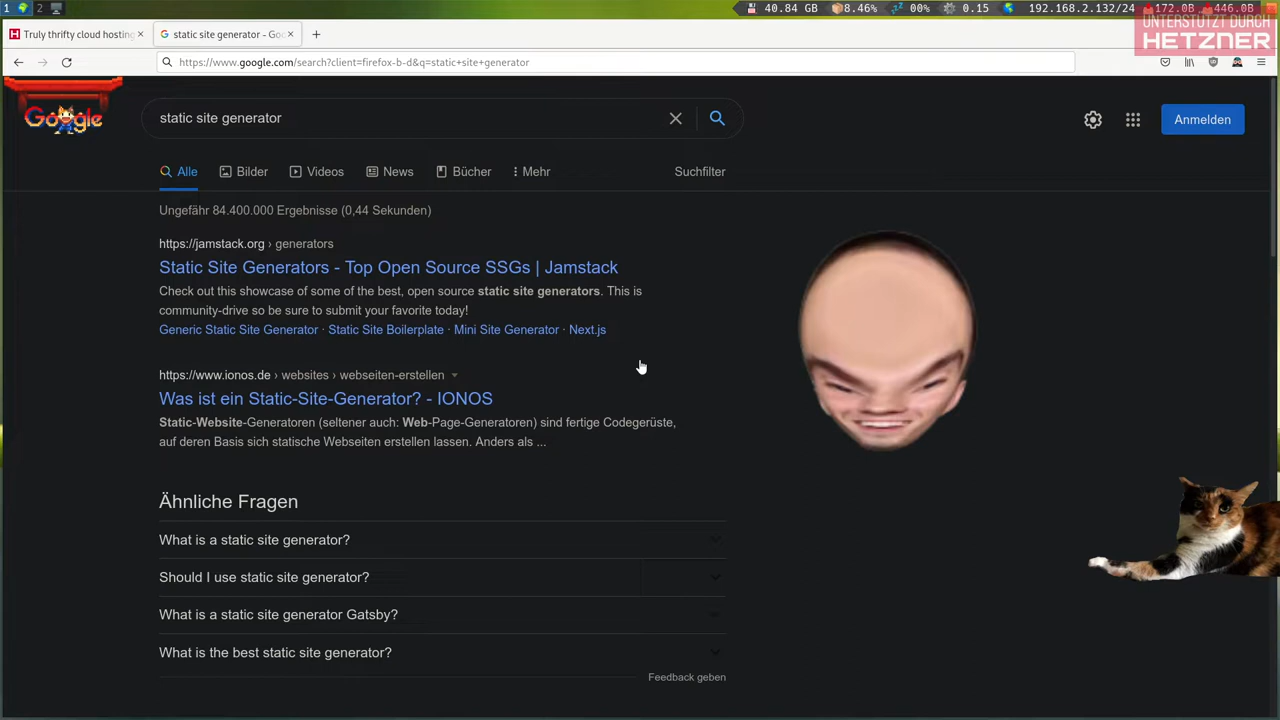 1 2 40.84 GB 8.46% 00% 0.15 192.168.2.132/24 172.0B 446.0B
UNTERSTÜTZT DURCH
HETZNER
Truly thrifty cloud hosting
static site generator - Goo
https://www.google.com/search?client=firefox-b-d&q=static+site+generator
Google
static site generator
Anmelden
Alle Bilder Videos News Bücher Mehr Suchfilter
Ungefähr 84.400.000 Ergebnisse (0,44 Sekunden)
https://jamstack.org › generators
Static Site Generators - Top Open Source SSGs | Jamstack
Check out this showcase of some of the best, open source static site generators. This is
community-drive so be sure to submit your favorite today!
Generic Static Site Generator · Static Site Boilerplate · Mini Site Generator · Next.js
https://www.ionos.de › websites › webseiten-erstellen
Was ist ein Static-Site-Generator? - IONOS
Static-Website-Generatoren (seltener auch: Web-Page-Generatoren) sind fertige Codegerüste,
auf deren Basis sich statische Webseiten erstellen lassen. Anders als ...
Ähnliche Fragen
What is a static site generator?
Should I use static site generator?
What is a static site generator Gatsby?
What is the best static site generator?
Feedback geben